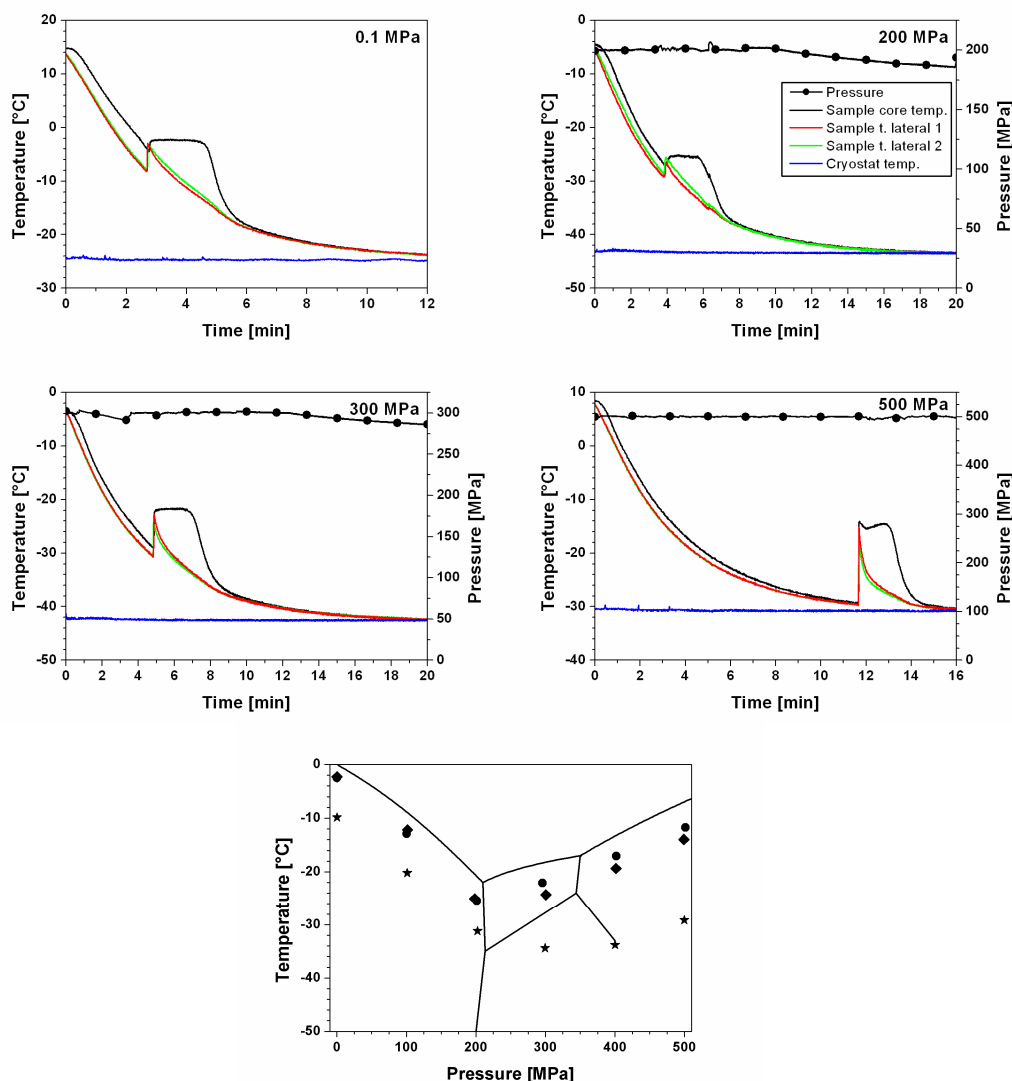 0.1 MPa
20
10
0
-10
-20
-30
Temperature [°C]
0 2 4 6 8 10 12
Time [min]
200 MPa
0
-10
-20
-30
-40
-50
Temperature [°C]
200
150
100
50
0
Pressure [MPa]
Pressure
Sample core temp.
Sample t. lateral 1
Sample t. lateral 2
Cryostat temp.
0 2 4 6 8 10 12 14 16 18 20
Time [min]
300 MPa
0
-10
-20
-30
-40
-50
Temperature [°C]
300
250
200
150
100
50
0
Pressure [MPa]
0 2 4 6 8 10 12 14 16 18 20
Time [min]
500 MPa
10
0
-10
-20
-30
-40
Temperature [°C]
500
400
300
200
100
0
Pressure [MPa]
0 2 4 6 8 10 12 14 16
Time [min]
0
-10
-20
-30
-40
-50
Temperature [°C]
0 100 200 300 400 500
Pressure [MPa]